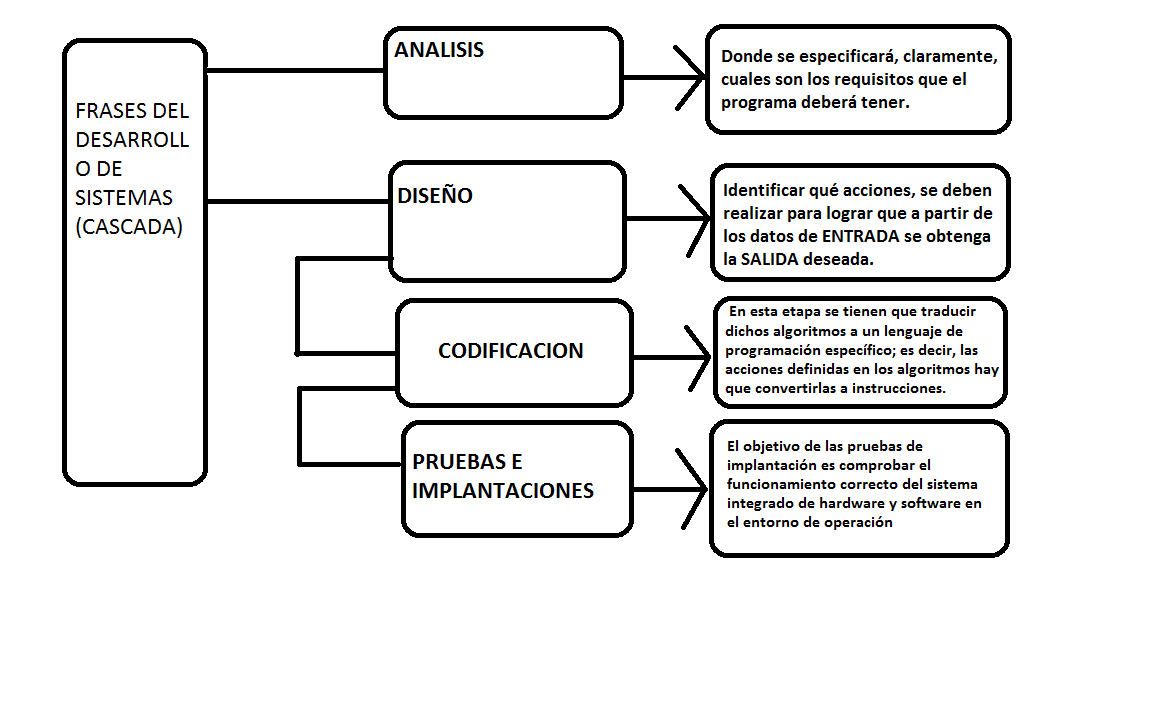 FRASES DEL
DESARROLL
O DE
SISTEMAS
(CASCADA)
ANALISIS
Donde se especificará, claramente,
cuales son los requisitos que el
programa deberá tener.
DISEÑO
Identificar qué acciones, se deben
realizar para lograr que a partir de
los datos de ENTRADA se obtenga
la SALIDA deseada.
CODIFICACION
En esta etapa se tienen que traducir
dichos algoritmos a un lenguaje de
programación específico; es decir, las
acciones definidas en los algoritmos hay
que convertirlas a instrucciones.
PRUEBAS E
IMPLANTACIONES
El objetivo de las pruebas de
implantación es comprobar el
funcionamiento correcto del sistema
integrado de hardware y software en
el entorno de operación